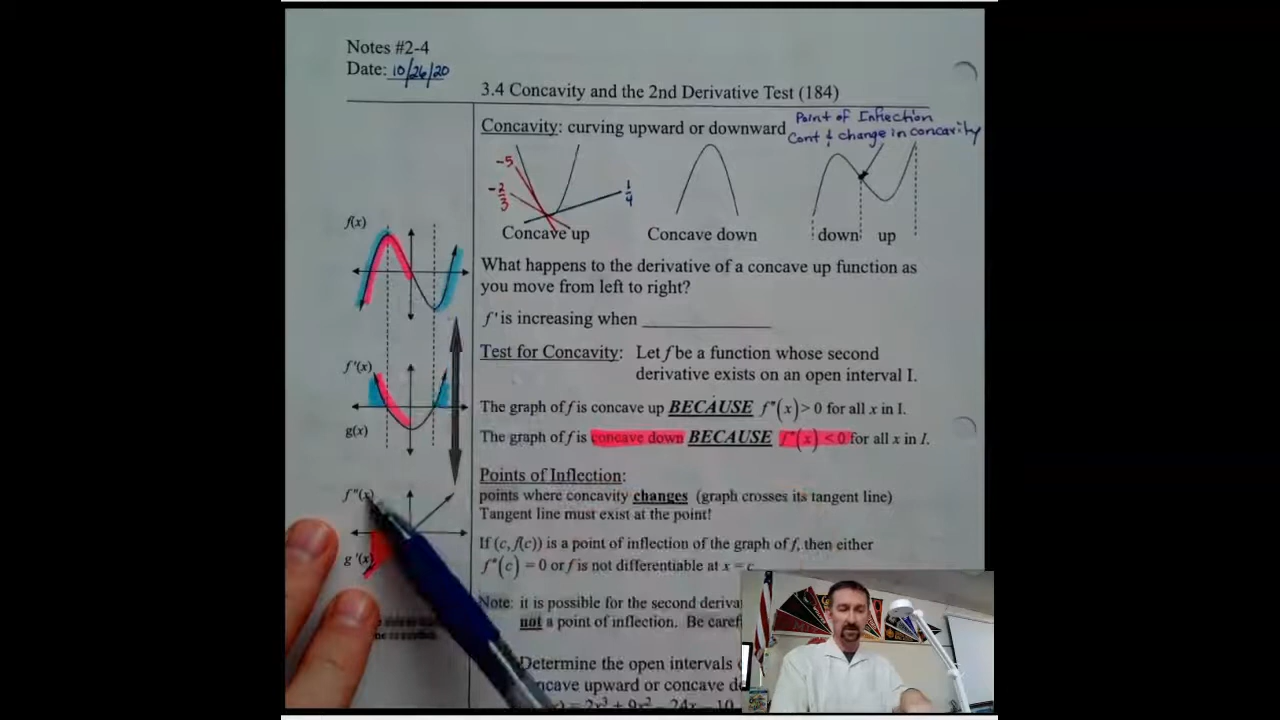 Notes #2-4
Date: 10/26/20
3.4 Concavity and the 2nd Derivative Test (184)
Concavity: curving upward or downward
Point of Inflection
Cont & change in concavity
-5
-2/3
1/4
Concave up
Concave down
down
up
f(x)
What happens to the derivative of a concave up function as
you move from left to right?
f' is increasing when ____________
f'(x)
Test for Concavity: Let f be a function whose second
derivative exists on an open interval I.
The graph of f is concave up BECAUSE f"(x) > 0 for all x in I.
g(x)
The graph of f is concave down BECAUSE f"(x) < 0 for all x in I.
Points of Inflection:
f"(x)
points where concavity changes (graph crosses its tangent line)
Tangent line must exist at the point!
If (c, f(c)) is a point of inflection of the graph of f, then either
g'(x)
f"(c) = 0 or f is not differentiable at x = c
Note: it is possible for the second deriva
not a point of inflection. Be caref
Determine the open intervals
ncave upward or concave d
= 2x³ + 9x² - 24x - 10